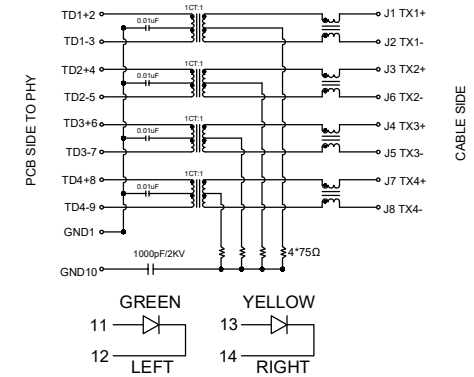 PCB SIDE TO PHY
CABLE SIDE
TD1+2
0.01uF
1CT:1
J1 TX1+
TD1-3
J2 TX1-
TD2+4
0.01uF
1CT:1
J3 TX2+
TD2-5
J6 TX2-
TD3+6
0.01uF
1CT:1
J4 TX3+
TD3-7
J5 TX3-
TD4+8
0.01uF
1CT:1
J7 TX4+
TD4-9
J8 TX4-
GND1
1000pF/2KV
4*75Ω
GND10
GREEN
YELLOW
11
13
12
14
LEFT
RIGHT